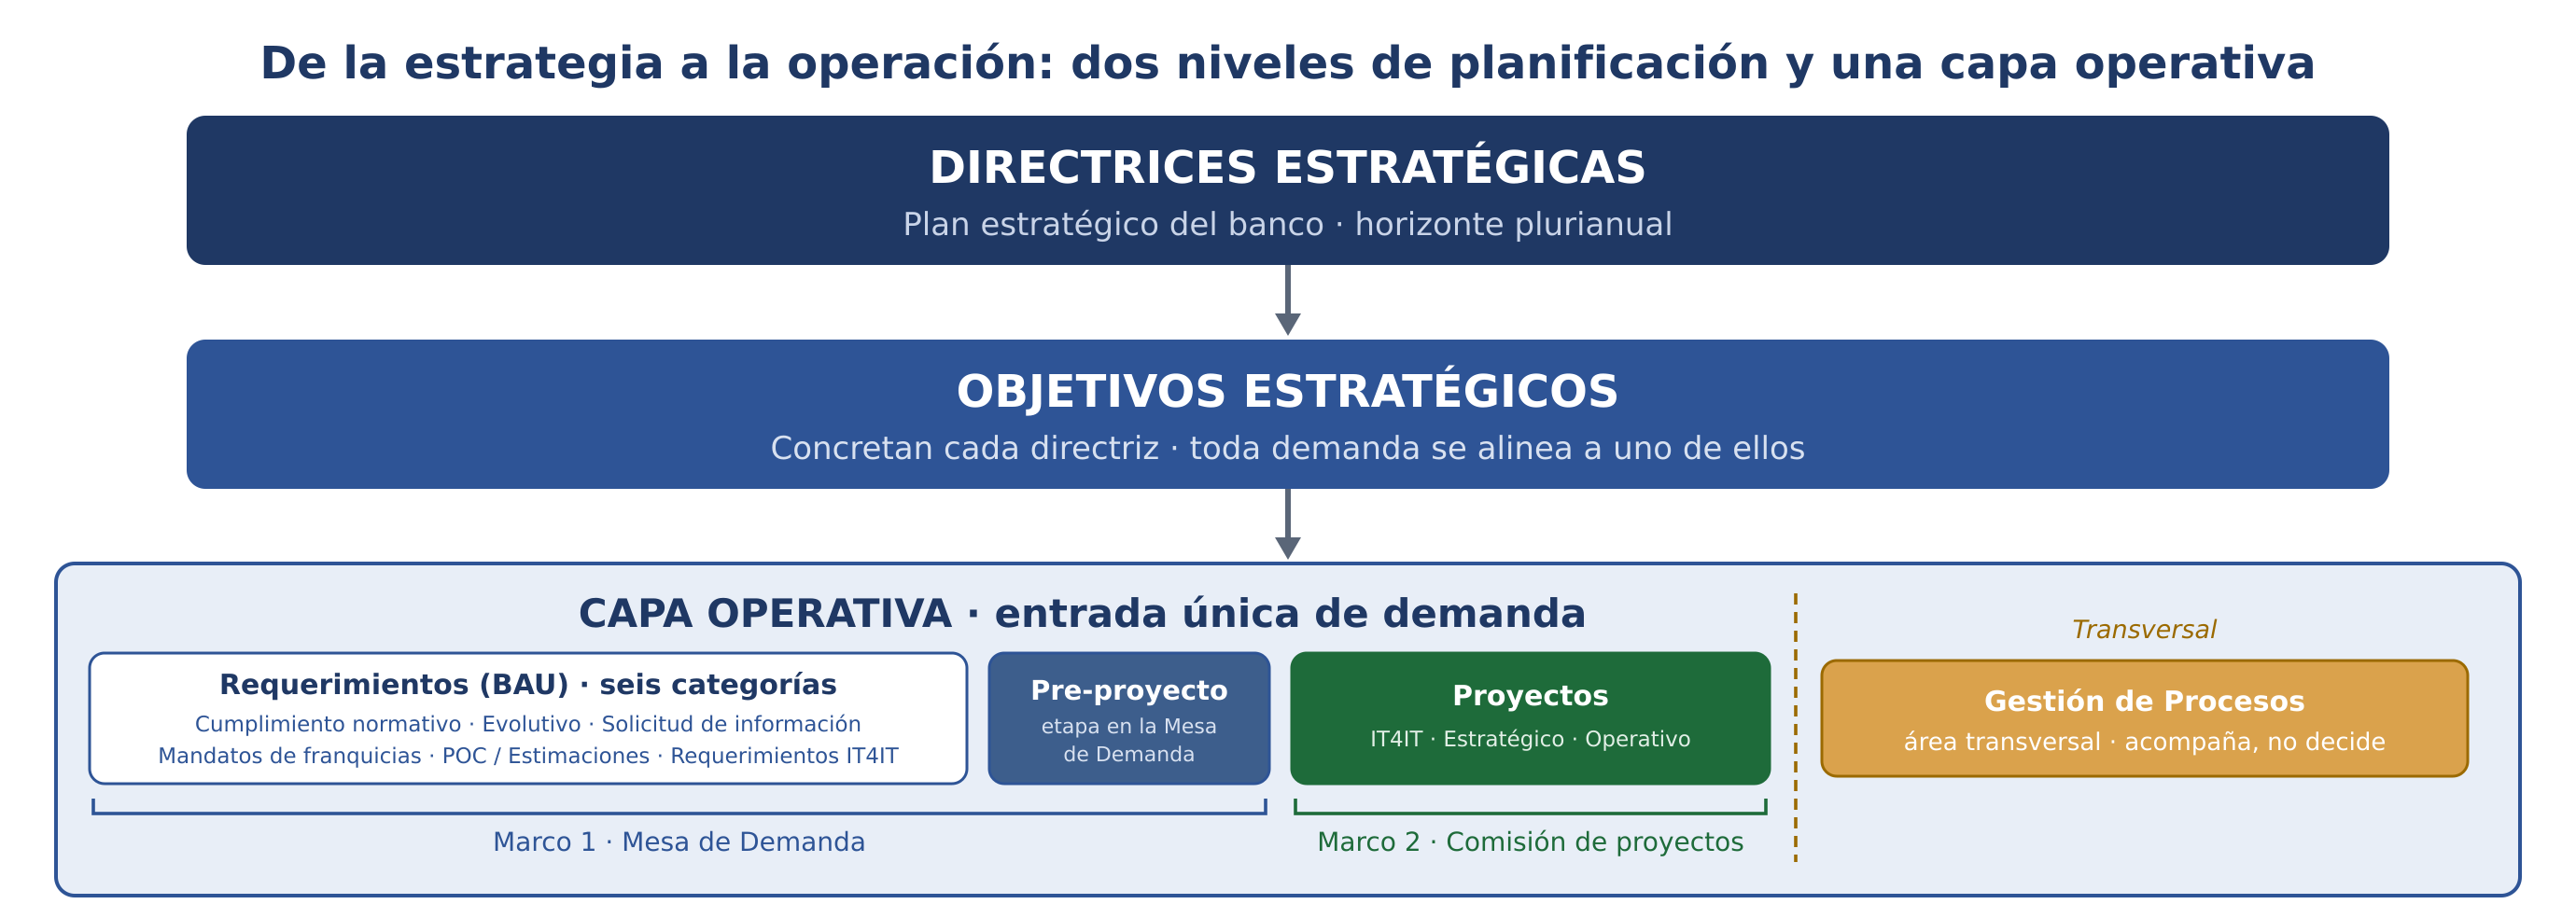 De la estrategia a la operación: dos niveles de planificación y una capa operativa
DIRECTRICES ESTRATÉGICAS
Plan estratégico del banco · horizonte plurianual
OBJETIVOS ESTRATÉGICOS
Concretan cada directriz · toda demanda se alinea a uno de ellos
CAPA OPERATIVA · entrada única de demanda
Requerimientos (BAU) · seis categorías
Cumplimiento normativo · Evolutivo · Solicitud de información
Mandatos de franquicias · POC / Estimaciones · Requerimientos IT4IT
Pre-proyecto
etapa en la Mesa
de Demanda
Proyectos
IT4IT · Estratégico · Operativo
Transversal
Gestión de Procesos
área transversal · acompaña, no decide
Marco 1 · Mesa de Demanda
Marco 2 · Comisión de proyectos